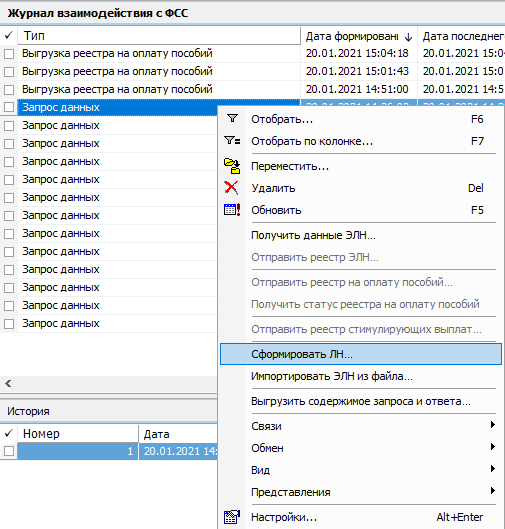 Журнал взаимодействия с ФСС
✓ Тип Дата формировани ↓ Дата последнего
Выгрузка реестра на оплату пособий 20.01.2021 15:04:18 20.01.2021 15:04
Выгрузка реестра на оплату пособий 20.01.2021 15:01:43 20.01.2021 15:0
Выгрузка реестра на оплату пособий 20.01.2021 14:51:00 20.01.2021 14:5
Запрос данных
Запрос данных
Запрос данных
Запрос данных
Запрос данных
Запрос данных
Запрос данных
Запрос данных
Запрос данных
Запрос данных
Запрос данных
Запрос данных
Запрос данных
Отобрать... F6
Отобрать по колонке... F7
Переместить...
Удалить Del
Обновить F5
Получить данные ЭЛН...
Отправить реестр ЭЛН...
Отправить реестр на оплату пособий...
Получить статус реестра на оплату пособий
Отправить реестр стимулирующих выплат...
Сформировать ЛН...
Импортировать ЭЛН из файла...
Выгрузить содержимое запроса и ответа...
Связи
Обмен
Вид
Представления
Настройки... Alt+Enter
История
✓ Номер Дата
1 20.01.2021 14: